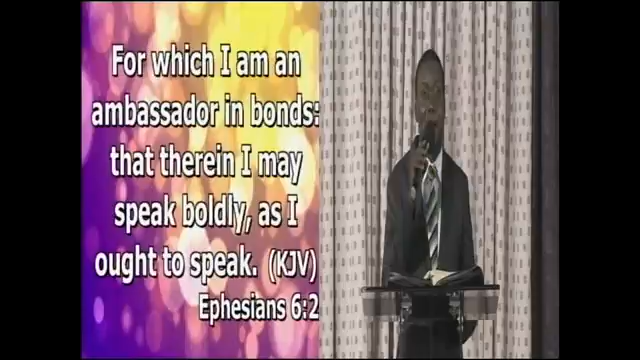 For which I am an
ambassador in bonds:
that therein I may
speak boldly, as I
ought to speak. (KJV)
Ephesians 6:2